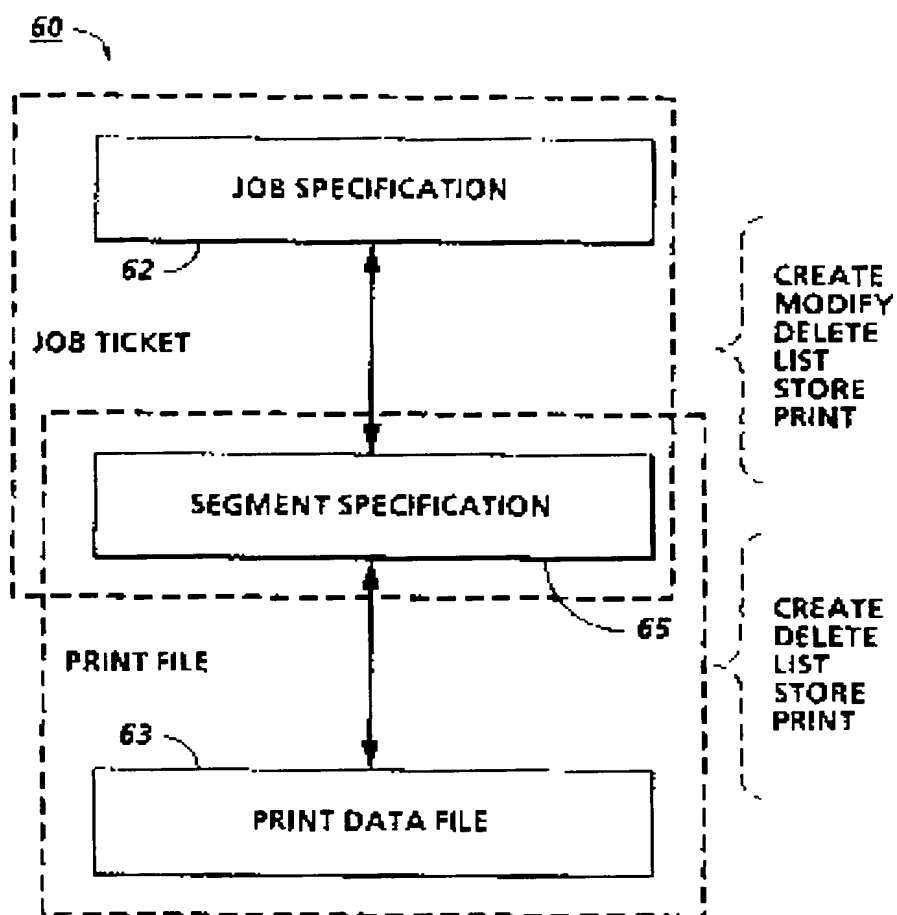 60
JOB SPECIFICATION
62
JOB TICKET
CREATE
MODIFY
DELETE
LIST
STORE
PRINT
SEGMENT SPECIFICATION
65
PRINT FILE
CREATE
DELETE
LIST
STORE
PRINT
63
PRINT DATA FILE